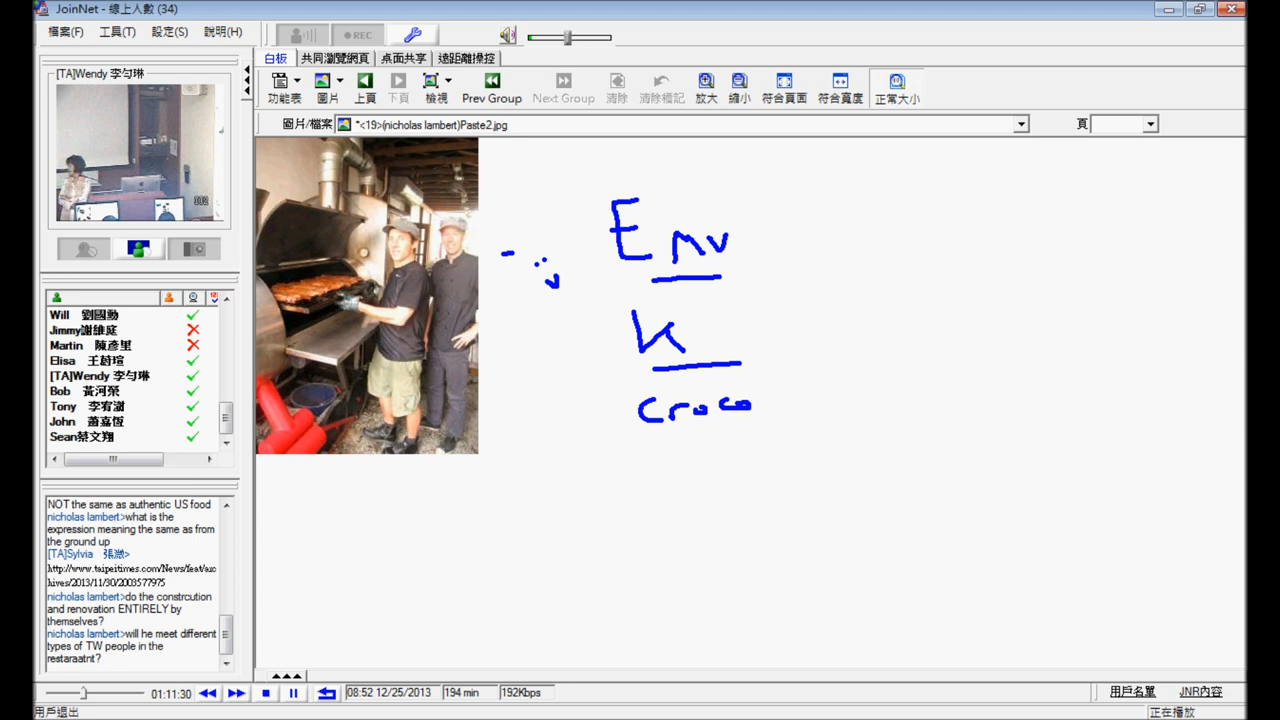 JoinNet - 線上人數 (34)
檔案(F) 工具(T) 設定(S) 說明(H)
REC
[TA]Wendy 李勻琳
白板 共同瀏覽網頁 桌面共享 遠距離操控
功能表 圖片 上頁 下頁 檢視 Prev Group Next Group 清除 清除標記 放大 縮小 符合頁面 符合寬度 正常大小
圖片/檔案 *<19>(nicholas lambert)Paste2.jpg 頁
Env
K
croco
Will 劉國勳
Jimmy謝維庭
Martin 陳彥里
Elisa 王蔚瑄
[TA]Wendy 李勻琳
Bob 黃河榮
Tony 李宥澍
John 蕭嘉恆
Sean蔡文翔
NOT the same as authentic US food
nicholas lambert>what is the
expression meaning the same as from
the ground up
[TA]Sylvia
http://www.taipeitimes.com/News/feat/arc
hives/2013/11/30/2003577975
nicholas lambert>do the constrcution
and renovation ENTIRELY by
themselves?
nicholas lambert>will he meet different
types of TW people in the
restaraatnt?
01:11:30 08:52 12/25/2013 194 min 192Kbps 用戶名單 JNR內容
用戶退出 正在播放